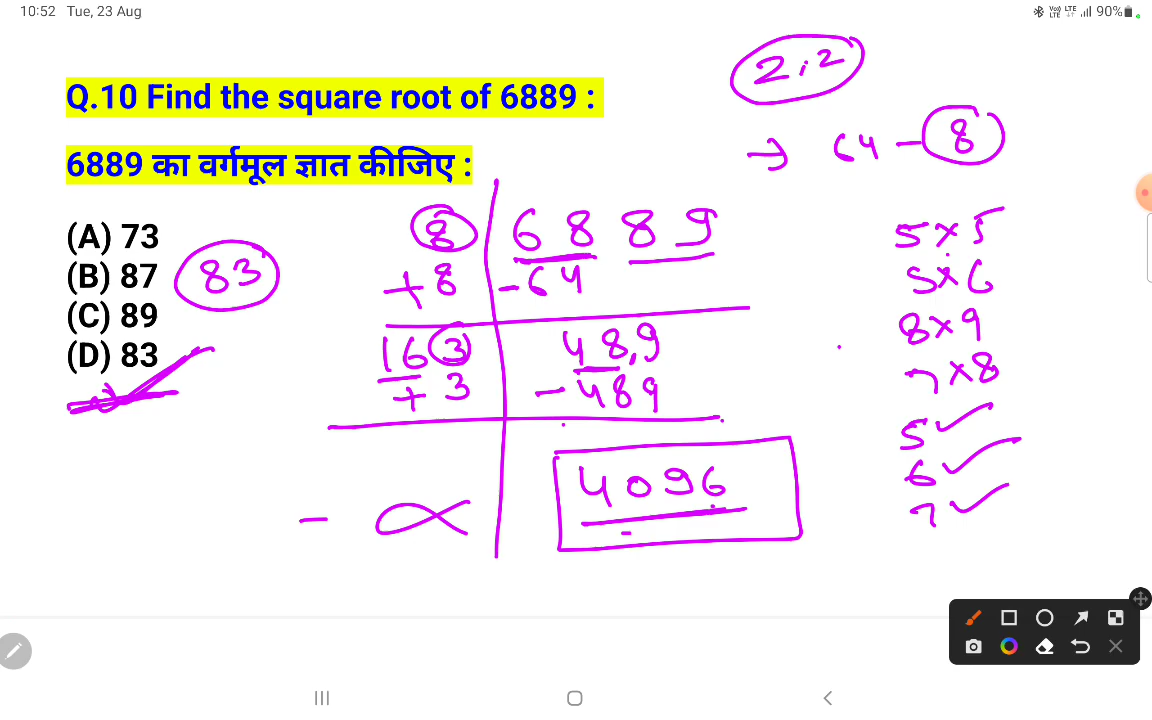 10:52 Tue, 23 Aug
90%
2,2
Q.10 Find the square root of 6889 :
→ 64 - 8
6889 का वर्गमूल ज्ञात कीजिए :
8 | 6889
+8 | -64
163 | 48,9
+3 | -489
4096
(A) 73
(B) 87
(C) 89
(D) 83
83
5×5
5×6
8×9
7×8
5 ✓
6 ✓
7 ✓